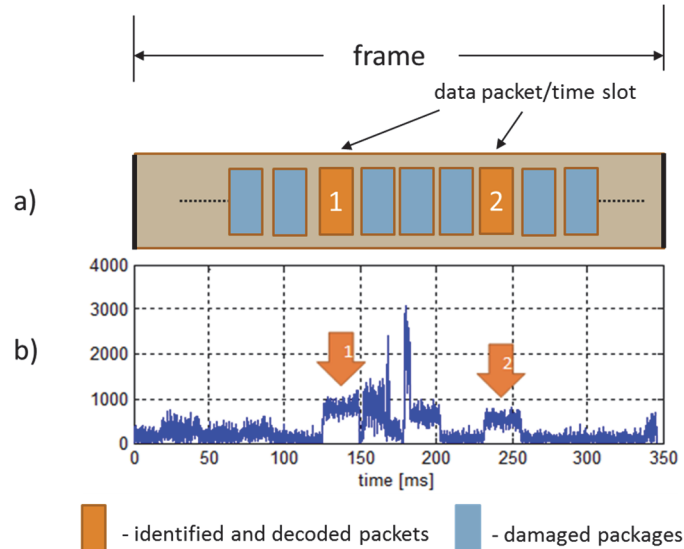 frame
data packet/time slot
a)
1
2
b)
4000
3000
2000
1000
0
1
2
0 50 100 150 200 250 300 350
time [ms]
- identified and decoded packets
- damaged packages